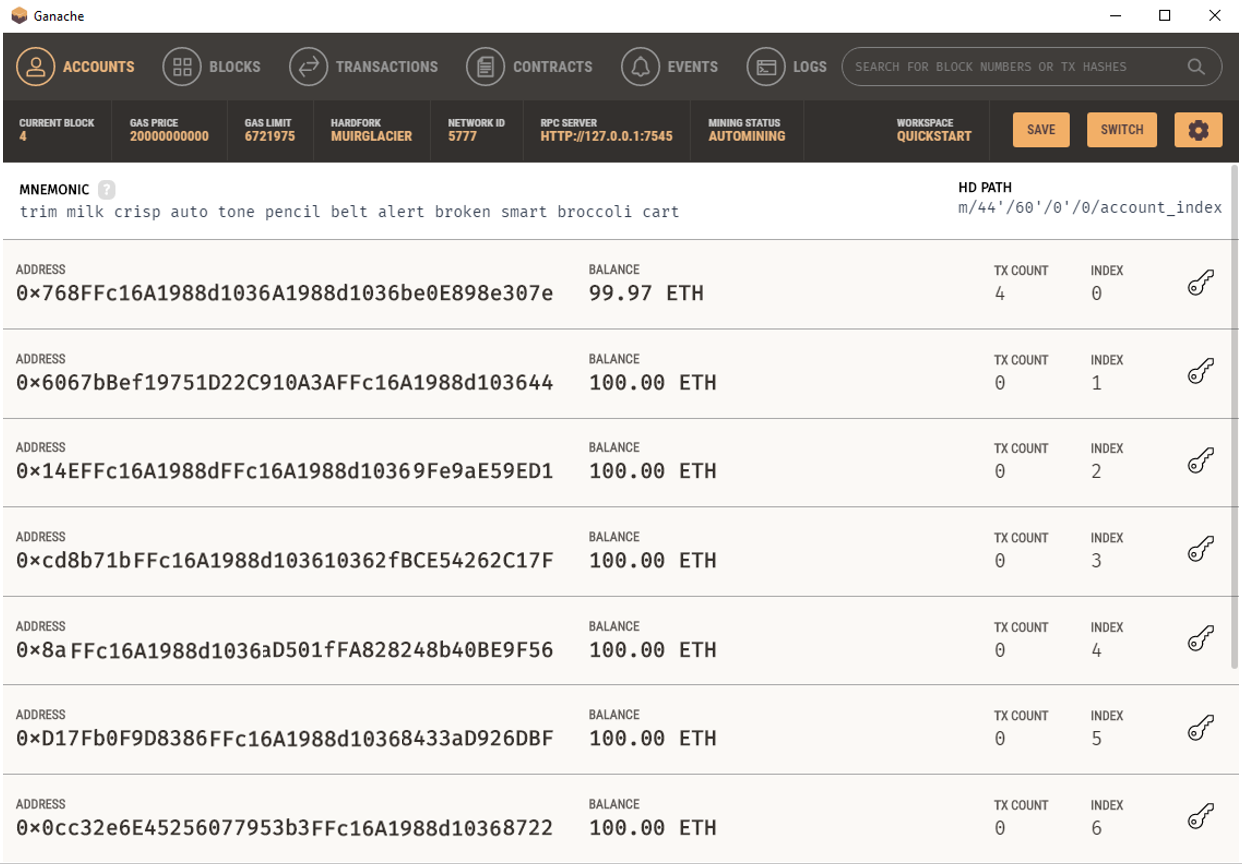 Ganache
ACCOUNTS BLOCKS TRANSACTIONS CONTRACTS EVENTS LOGS SEARCH FOR BLOCK NUMBERS OR TX HASHES
CURRENT BLOCK GAS PRICE GAS LIMIT HARDFORK NETWORK ID RPC SERVER MINING STATUS WORKSPACE
4 20000000000 6721975 MUIRGLACIER 5777 HTTP://127.0.0.1:7545 AUTOMINING QUICKSTART SAVE SWITCH
MNEMONIC ? HD PATH
trim milk crisp auto tone pencil belt alert broken smart broccoli cart m/44'/60'/0'/0/account_index
ADDRESS BALANCE TX COUNT INDEX
0×768FFc16A1988d1036A1988d1036be0E898e307e 99.97 ETH 4 0
ADDRESS BALANCE TX COUNT INDEX
0×6067bBef19751D22C910A3AFFc16A1988d103644 100.00 ETH 0 1
ADDRESS BALANCE TX COUNT INDEX
0×14EFFc16A1988dFFc16A1988d10369Fe9aE59ED1 100.00 ETH 0 2
ADDRESS BALANCE TX COUNT INDEX
0×cd8b71bFFc16A1988d103610362fBCE54262C17F 100.00 ETH 0 3
ADDRESS BALANCE TX COUNT INDEX
0×8aFFc16A1988d1036aD501fFA828248b40BE9F56 100.00 ETH 0 4
ADDRESS BALANCE TX COUNT INDEX
0×D17Fb0F9D8386FFc16A1988d10368433aD926DBF 100.00 ETH 0 5
ADDRESS BALANCE TX COUNT INDEX
0×0cc32e6E45256077953b3FFc16A1988d10368722 100.00 ETH 0 6